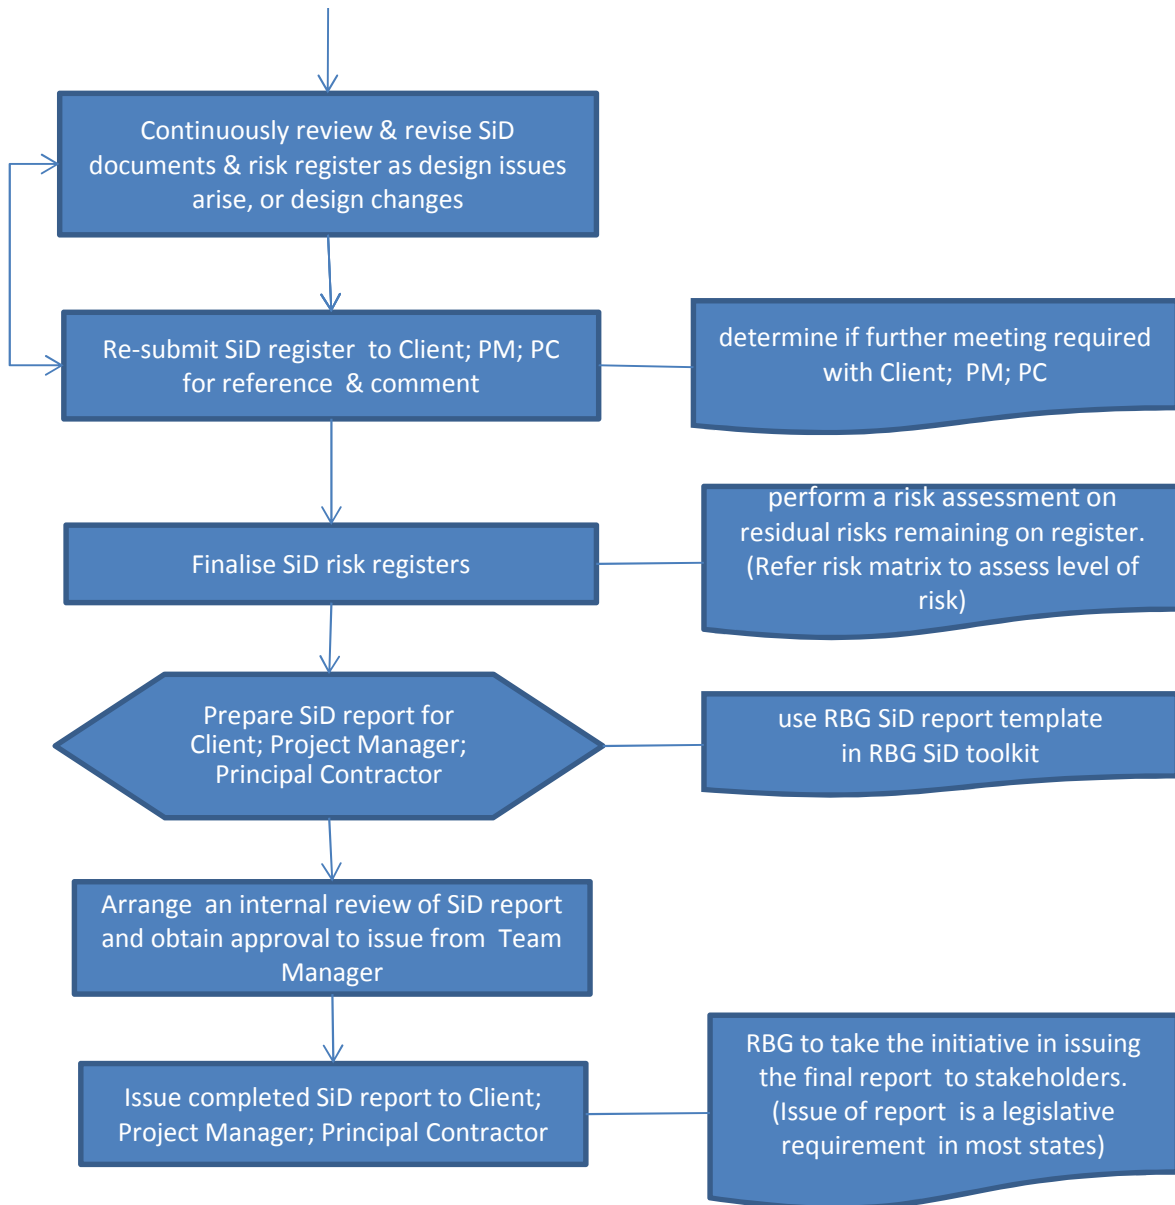 Continuously review & revise SiD
documents & risk register as design issues
arise, or design changes
Re-submit SiD register to Client; PM; PC
for reference & comment
determine if further meeting required
with Client; PM; PC
Finalise SiD risk registers
perform a risk assessment on
residual risks remaining on register.
(Refer risk matrix to assess level of
risk)
Prepare SiD report for
Client; Project Manager;
Principal Contractor
use RBG SiD report template
in RBG SiD toolkit
Arrange an internal review of SiD report
and obtain approval to issue from Team
Manager
Issue completed SiD report to Client;
Project Manager; Principal Contractor
RBG to take the initiative in issuing
the final report to stakeholders.
(Issue of report is a legislative
requirement in most states)